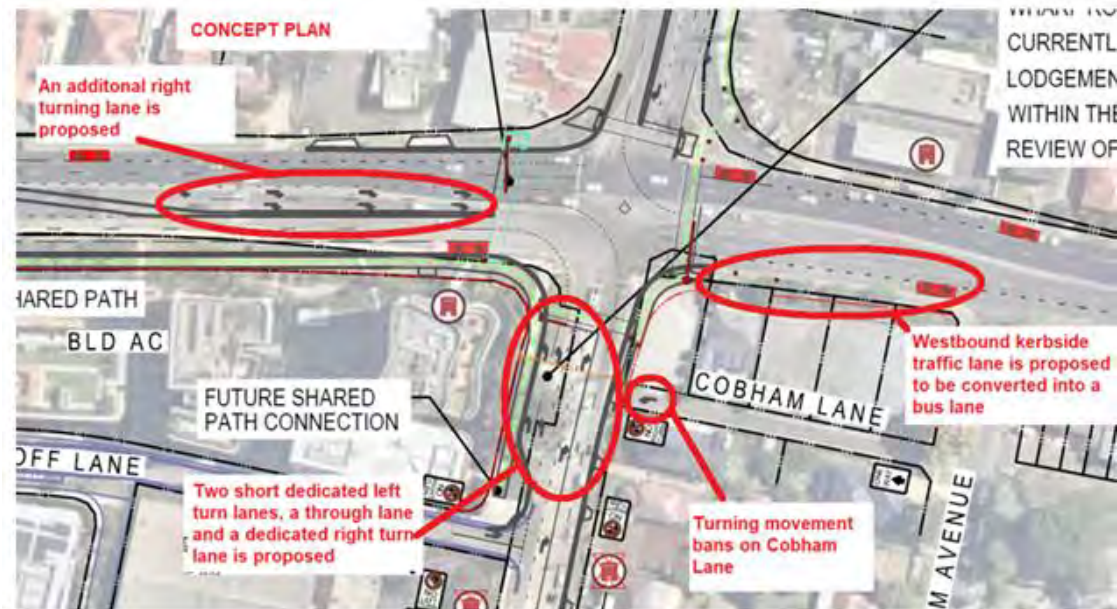 CONCEPT PLAN
CURRENTL
LODGEMEN
WITHIN THE
REVIEW OF
An additonal right
turning lane is
proposed
HARED PATH
BLD AC
FUTURE SHARED
PATH CONNECTION
OFF LANE
Two short dedicated left
turn lanes, a through lane
and a dedicated right turn
lane is proposed
COBHAM LANE
Westbound kerbside
traffic lane is proposed
to be converted into a
bus lane
Turning movement
bans on Cobham
Lane
M AVENUE